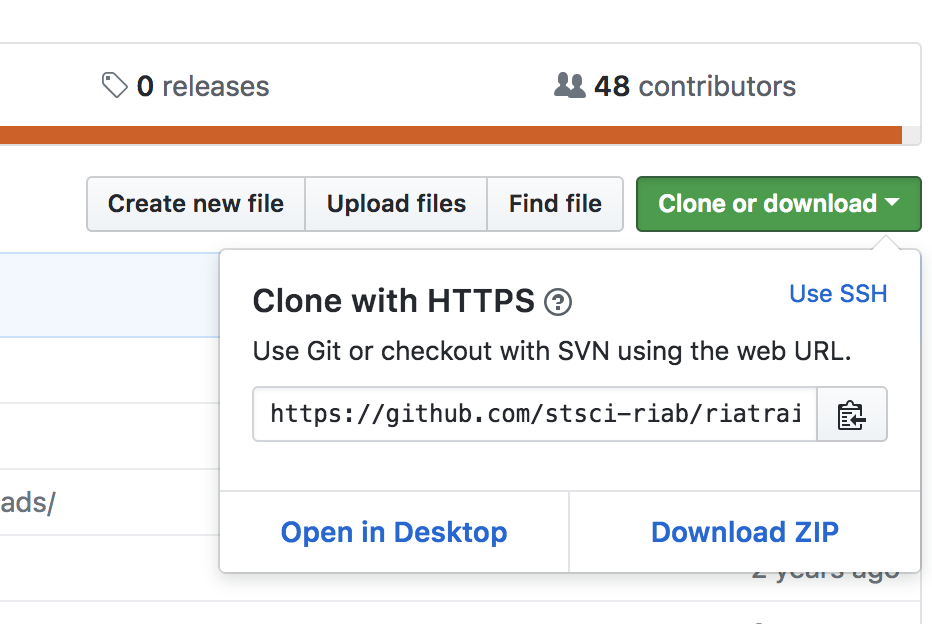 0 releases
48 contributors
Create new file
Upload files
Find file
Clone or download
Clone with HTTPS
Use SSH
Use Git or checkout with SVN using the web URL.
https://github.com/stsci-riab/riatrai
ads/
Open in Desktop
Download ZIP
2 years ago